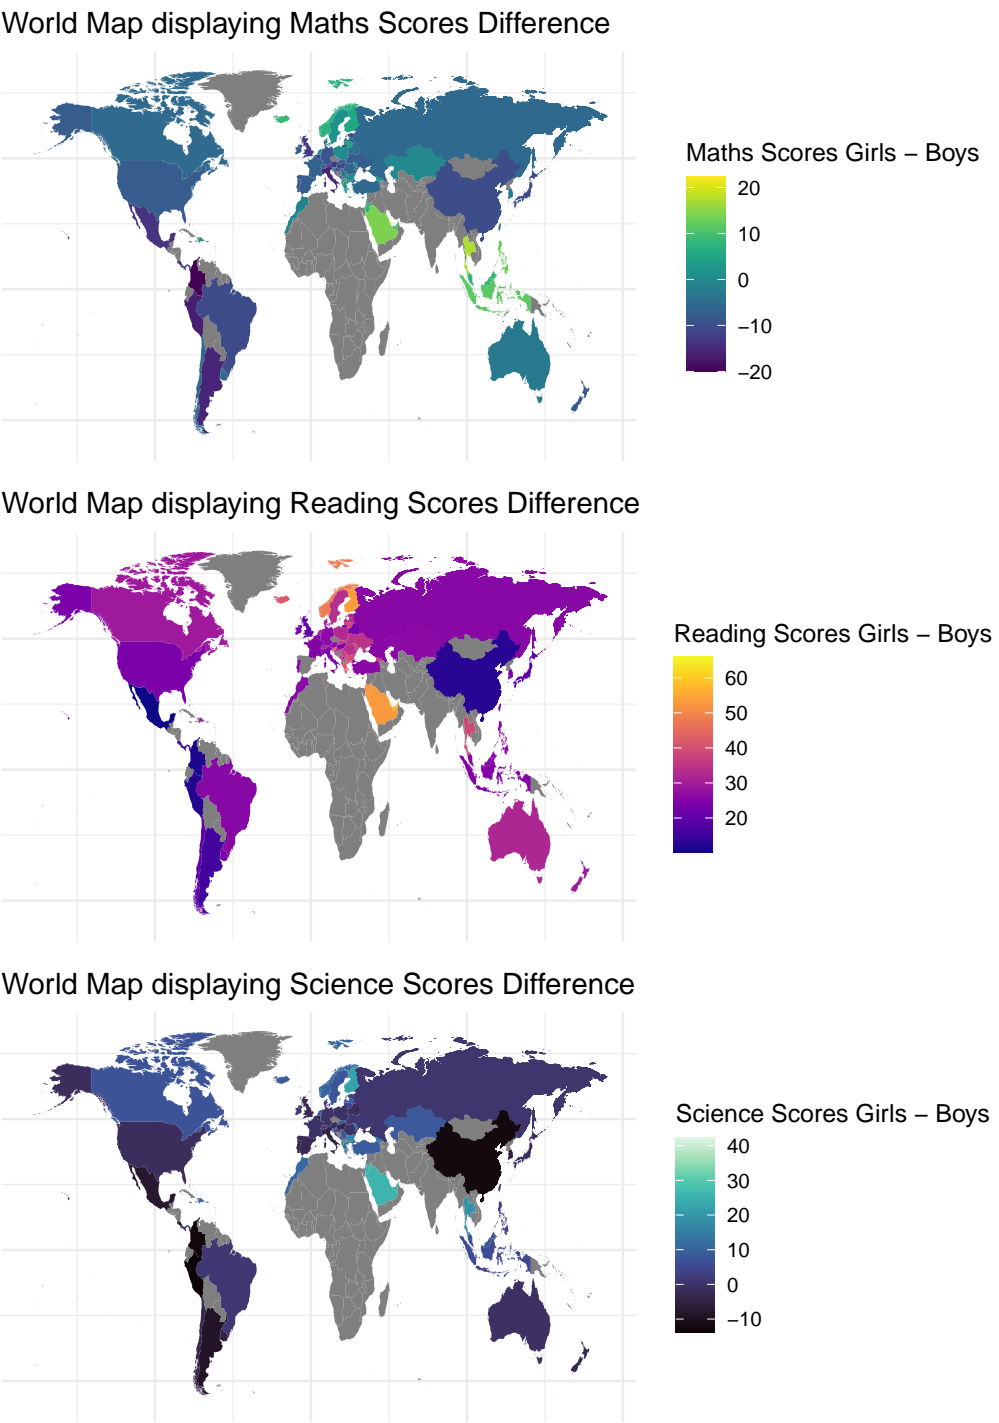 World Map displaying Maths Scores Difference
Maths Scores Girls − Boys
20
10
0
−10
−20
World Map displaying Reading Scores Difference
Reading Scores Girls − Boys
60
50
40
30
20
World Map displaying Science Scores Difference
Science Scores Girls − Boys
40
30
20
10
0
−10